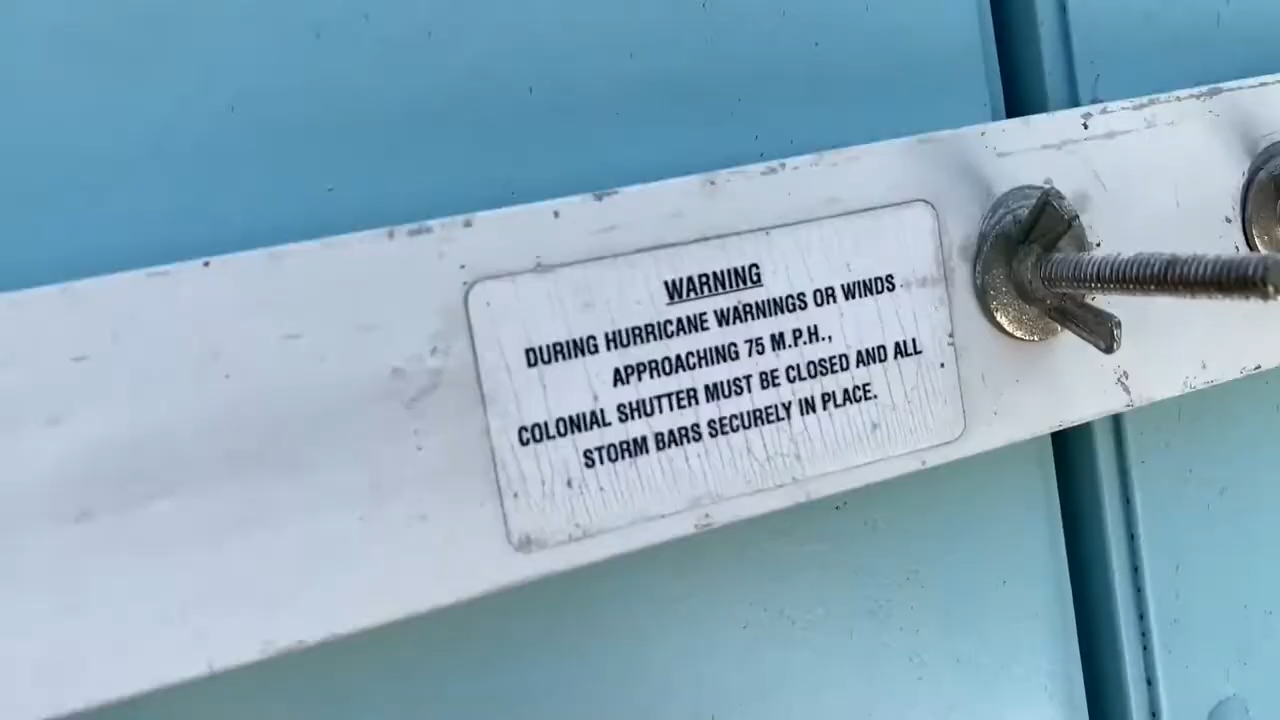 WARNING
DURING HURRICANE WARNINGS OR WINDS
APPROACHING 75 M.P.H.,
COLONIAL SHUTTER MUST BE CLOSED AND ALL
STORM BARS SECURELY IN PLACE.